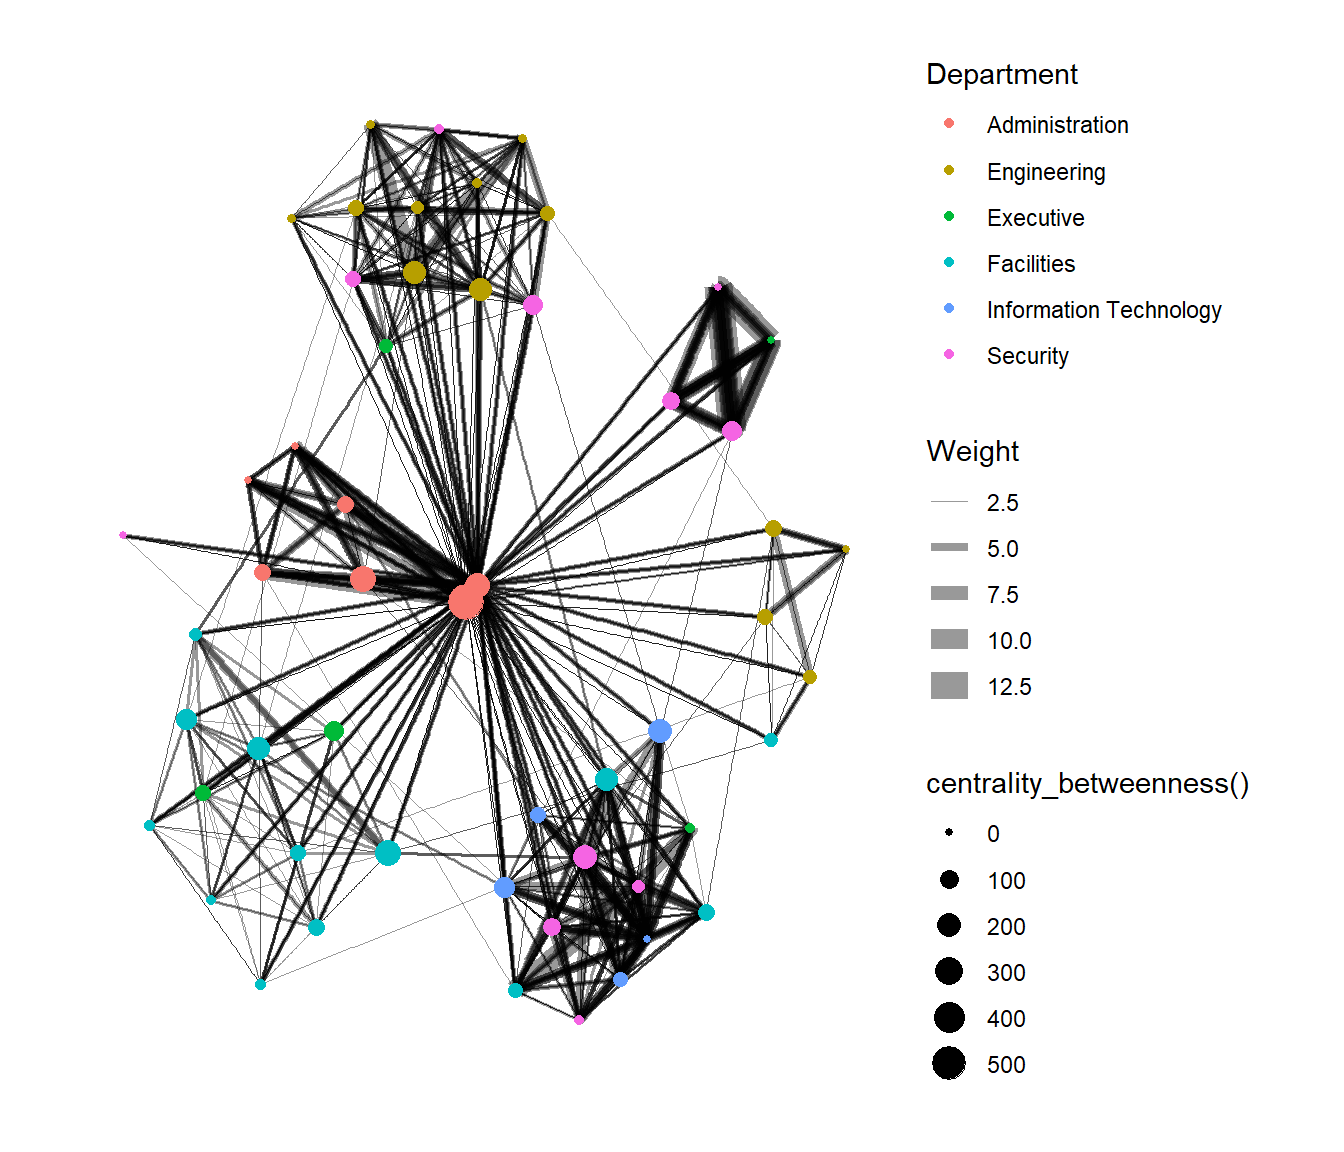 Department
Administration
Engineering
Executive
Facilities
Information Technology
Security
Weight
2.5
5.0
7.5
10.0
12.5
centrality_betweenness()
0
100
200
300
400
500